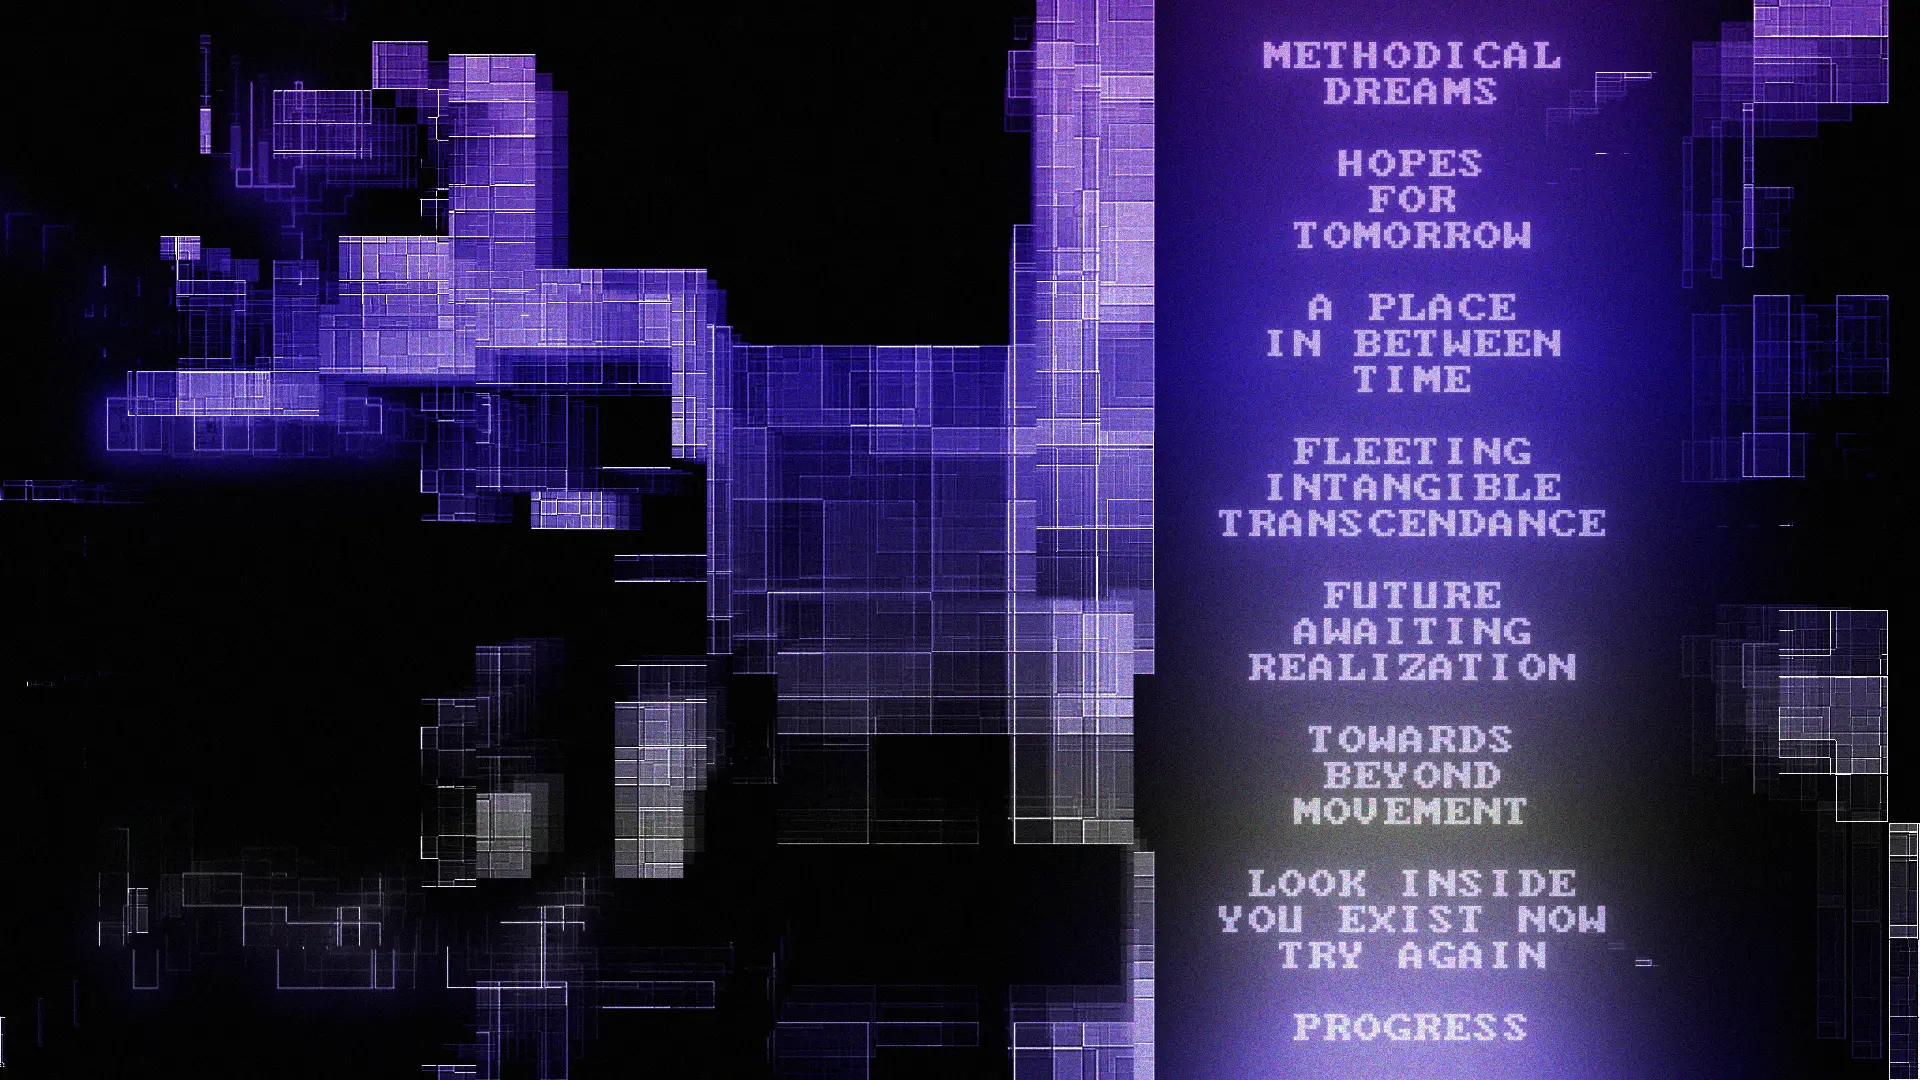 METHODICAL
DREAMS
HOPES
FOR
TOMORROW
A PLACE
IN BETWEEN
TIME
FLEETING
INTANGIBLE
TRANSCENDANCE
FUTURE
AWAITING
REALIZATION
TOWARDS
BEYOND
MOVEMENT
LOOK INSIDE
YOU EXIST NOW
TRY AGAIN
PROGRESS